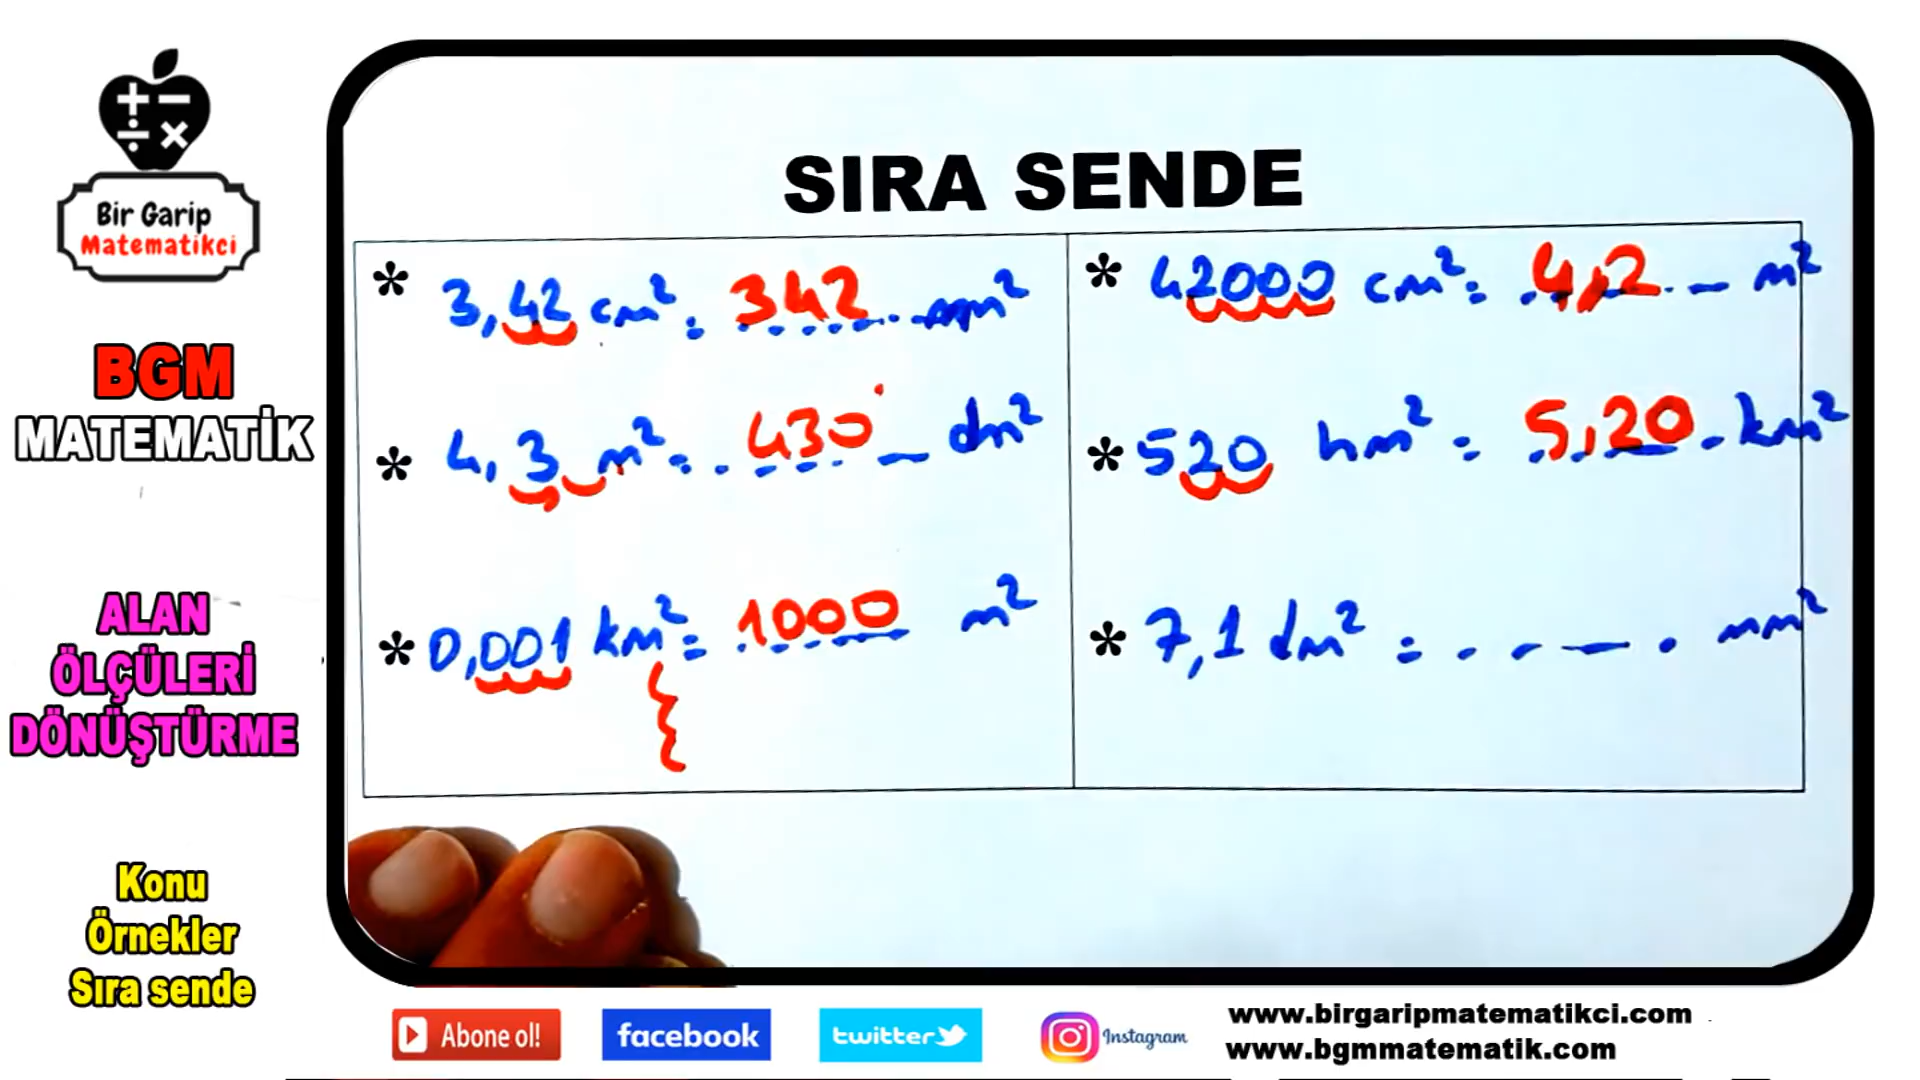 Bir Garip
Matematikci
BGM
MATEMATİK
ALAN
ÖLÇÜLERİ
DÖNÜŞTÜRME
Konu
Örnekler
Sıra sende
SIRA SENDE
* 3,42 cm² = 342 mm²
* 4,3 m² = 430 dm²
* 0,001 km² = 1000 m²
* 42000 cm² = 4,2 m²
* 520 hm² = 5,20 km²
* 7,1 dm² = ..... mm²
Abone ol!
facebook
twitter
Instagram
www.birgaripmatematikci.com
www.bgmmatematik.com